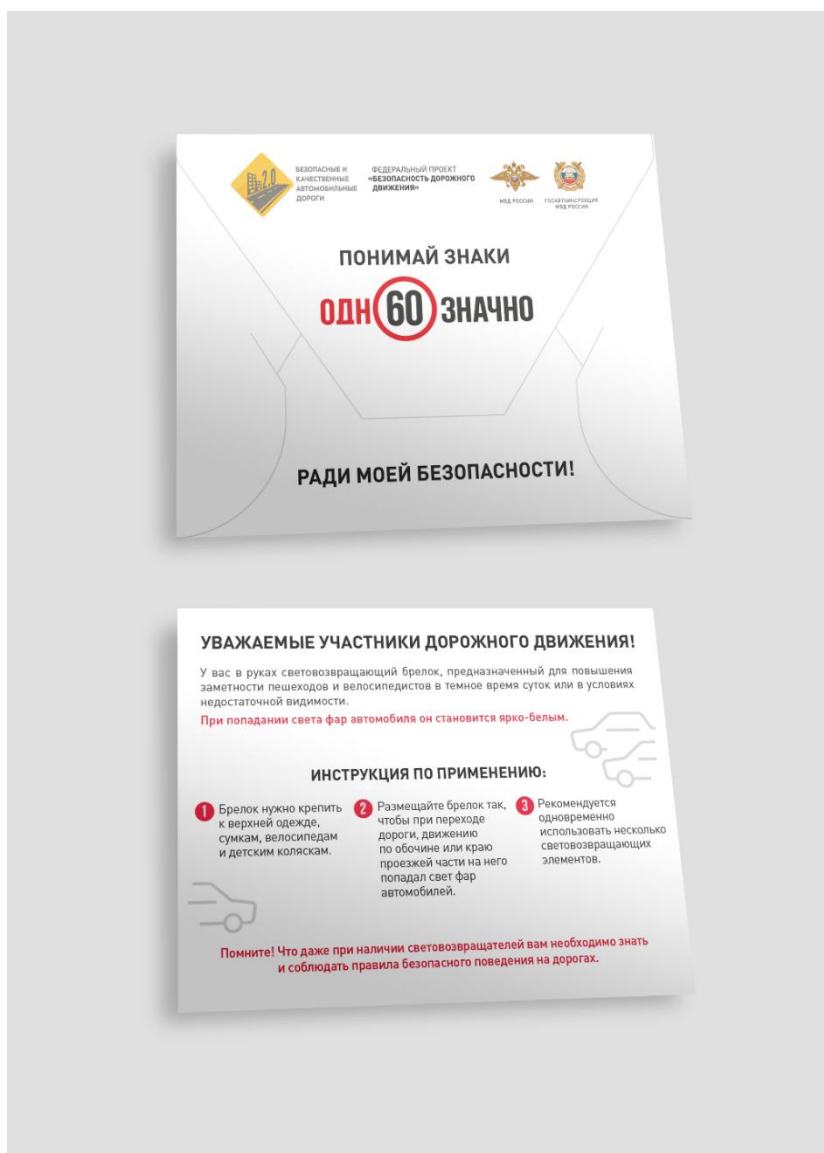 2.0
БЕЗОПАСНЫЕ И
КАЧЕСТВЕННЫЕ
АВТОМОБИЛЬНЫЕ
ДОРОГИ
ФЕДЕРАЛЬНЫЙ ПРОЕКТ
«БЕЗОПАСНОСТЬ ДОРОЖНОГО
ДВИЖЕНИЯ»
МВД РОССИИ
ГОСАВТОИНСПЕКЦИЯ
МВД РОССИИ
ПОНИМАЙ ЗНАКИ
ОДН 60 ЗНАЧНО
РАДИ МОЕЙ БЕЗОПАСНОСТИ!
УВАЖАЕМЫЕ УЧАСТНИКИ ДОРОЖНОГО ДВИЖЕНИЯ!
У вас в руках световозвращающий брелок, предназначенный для повышения
заметности пешеходов и велосипедистов в темное время суток или в условиях
недостаточной видимости.
При попадании света фар автомобиля он становится ярко-белым.
ИНСТРУКЦИЯ ПО ПРИМЕНЕНИЮ:
1 Брелок нужно крепить
к верхней одежде,
сумкам, велосипедам
и детским коляскам.
2 Размещайте брелок так,
чтобы при переходе
дороги, движению
по обочине или краю
проезжей части на него
попадал свет фар
автомобилей.
3 Рекомендуется
одновременно
использовать несколько
световозвращающих
элементов.
Помните! Что даже при наличии световозвращателей вам необходимо знать
и соблюдать правила безопасного поведения на дорогах.